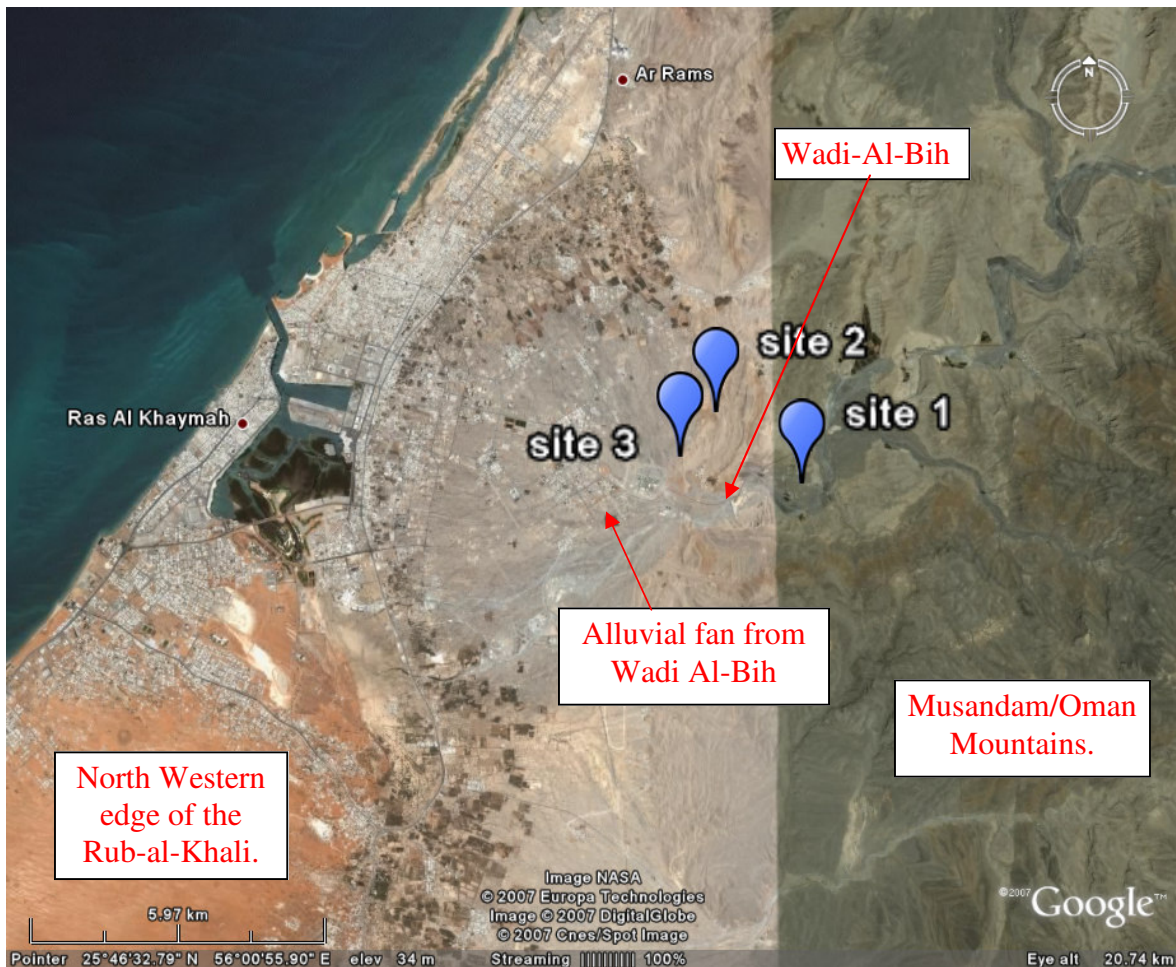 Ar Rams
N
Wadi-Al-Bih
site 2
site 1
Ras Al Khaymah
site 3
Alluvial fan from
Wadi Al-Bih
Musandam/Oman
Mountains.
North Western
edge of the
Rub-al-Khali.
Image NASA
© 2007 Europa Technologies
Image © 2007 DigitalGlobe
© 2007 Cnes/Spot Image
©2007 Google™
5.97 km
Pointer 25°46'32.79" N 56°00'55.90" E elev 34 m Streaming |||||||||| 100% Eye alt 20.74 km